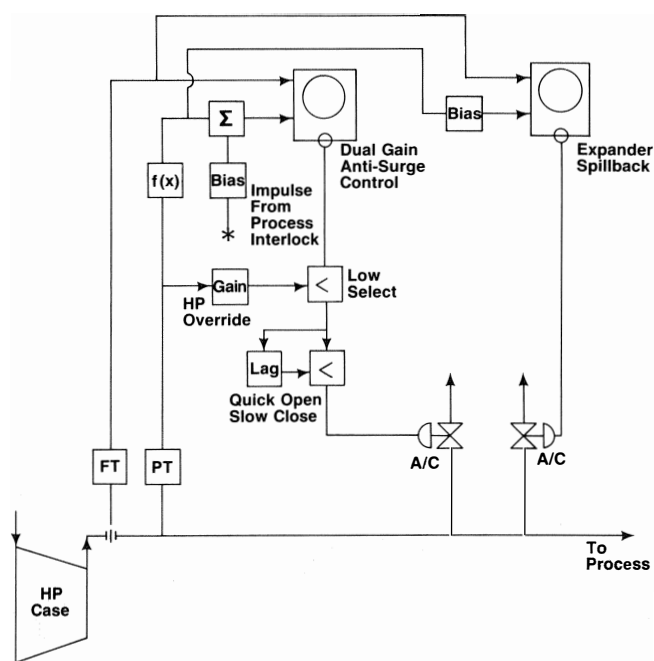 Σ
Dual Gain
Anti-Surge
Control
Bias
Expander
Spillback
f(x)
Bias
Impulse
From
Process
Interlock
*
HP
Override
Gain
<
Low
Select
Lag
<
Quick Open
Slow Close
A/C
A/C
FT
PT
To
Process
HP
Case